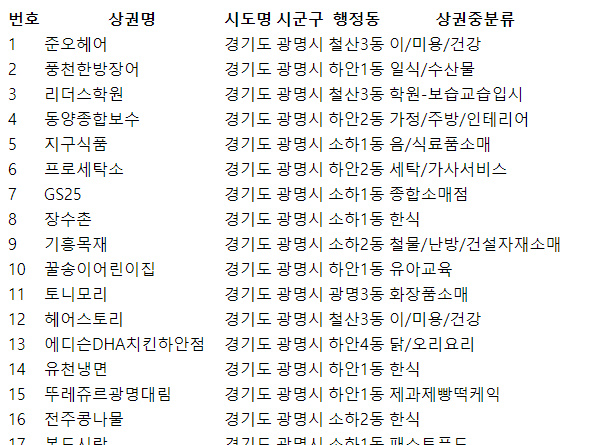 번호 상권명 시도명 시군구 행정동 상권중분류
1 준오헤어 경기도 광명시 철산3동 이/미용/건강
2 풍천한방장어 경기도 광명시 하안1동 일식/수산물
3 리더스학원 경기도 광명시 철산3동 학원-보습교습입시
4 동양종합보수 경기도 광명시 하안2동 가정/주방/인테리어
5 지구식품 경기도 광명시 소하1동 음/식료품소매
6 프로세탁소 경기도 광명시 하안2동 세탁/가사서비스
7 GS25 경기도 광명시 소하1동 종합소매점
8 장수촌 경기도 광명시 소하1동 한식
9 기흥목재 경기도 광명시 소하2동 철물/난방/건설자재소매
10 꿀송이어린이집 경기도 광명시 하안1동 유아교육
11 토니모리 경기도 광명시 광명3동 화장품소매
12 헤어스토리 경기도 광명시 철산3동 이/미용/건강
13 에디슨DHA치킨하안점 경기도 광명시 하안4동 닭/오리요리
14 유천냉면 경기도 광명시 하안1동 한식
15 뚜레쥬르광명대림 경기도 광명시 하안1동 제과제빵떡케익
16 전주콩나물 경기도 광명시 소하2동 한식
17 경기도 광명시 소하1동 패스트푸드